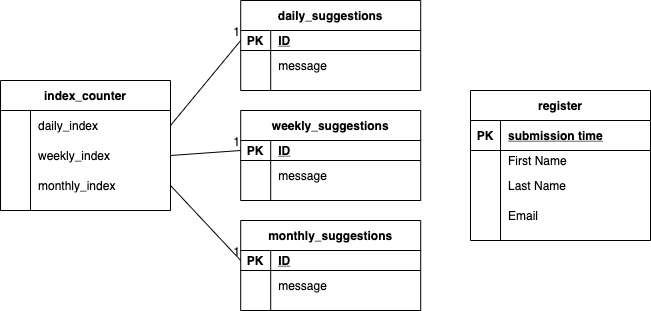 index_counter
daily_index
weekly_index
monthly_index
1
daily_suggestions
PK ID
message
1
weekly_suggestions
PK ID
message
1
monthly_suggestions
PK ID
message
register
PK submission time
First Name
Last Name
Email